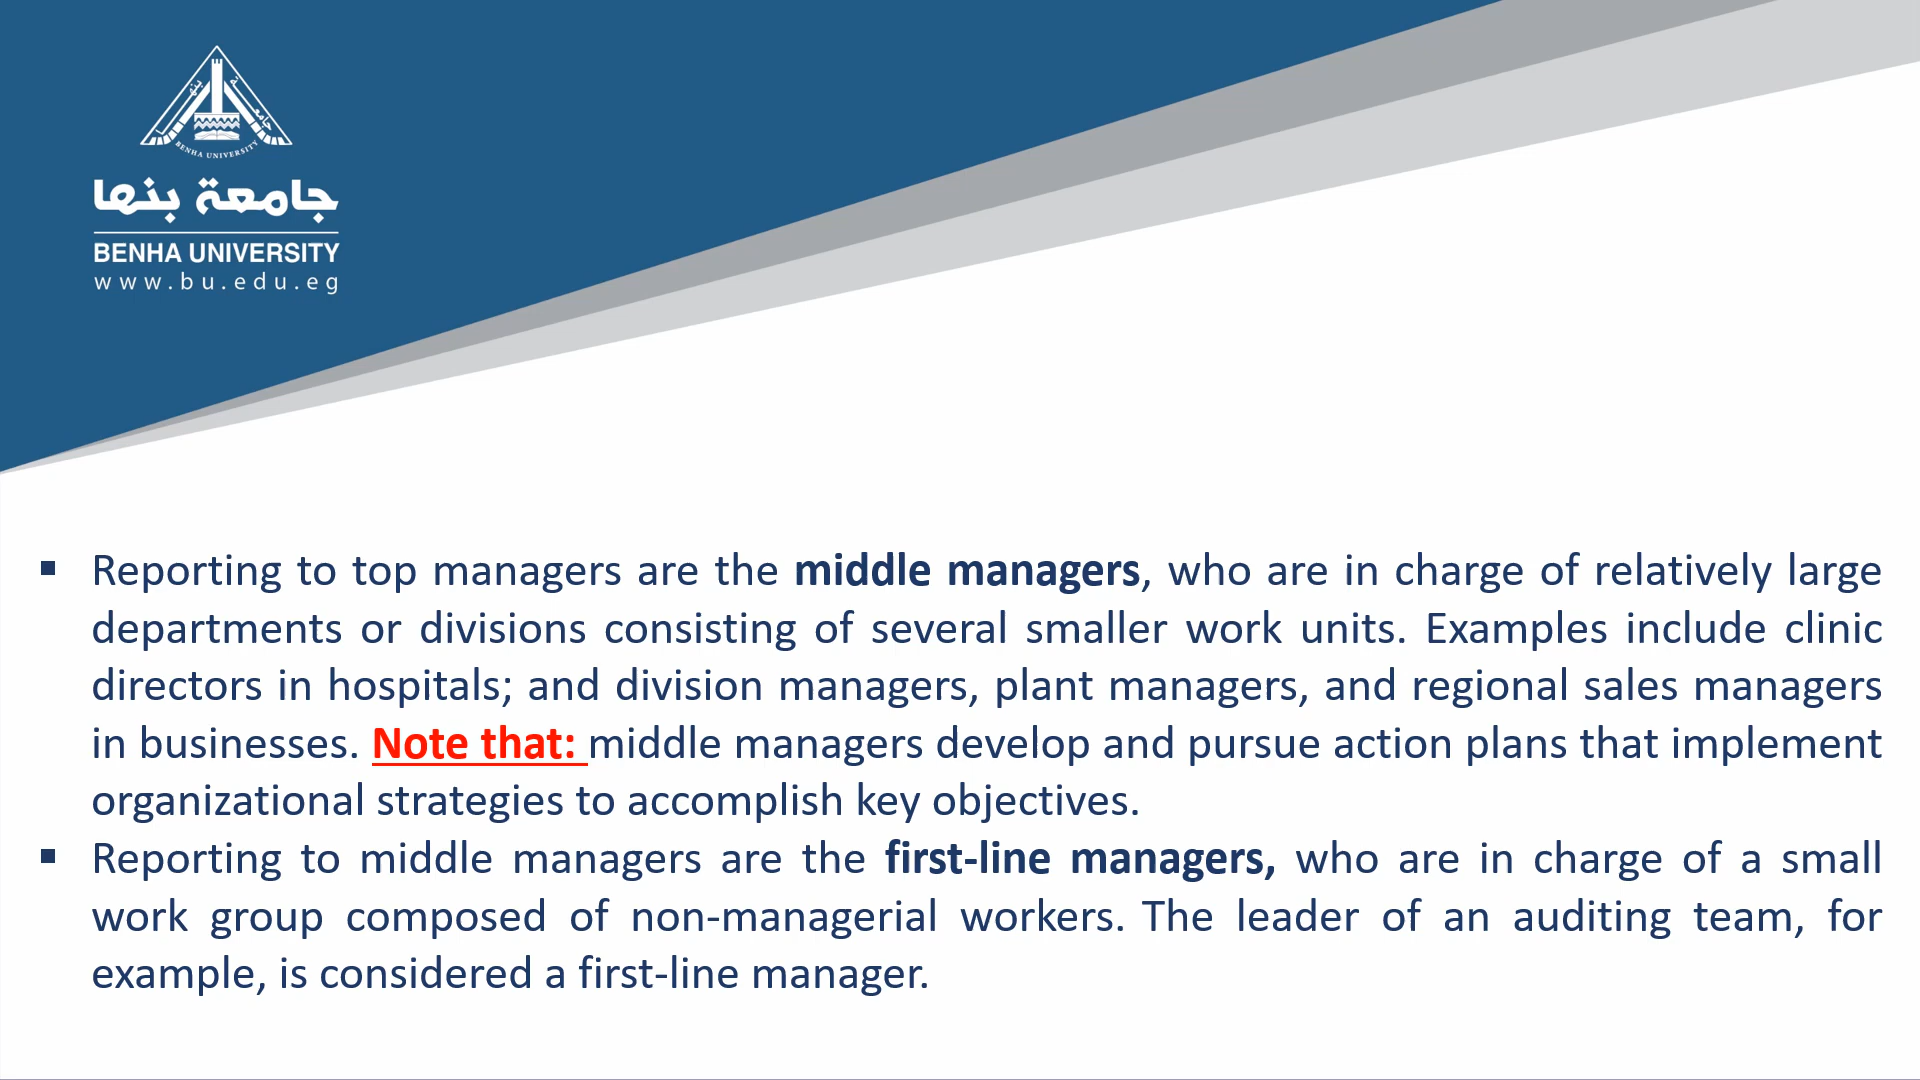 BENHA UNIVERSITY
جامعة بنها
BENHA UNIVERSITY
www.bu.edu.eg
▪ Reporting to top managers are the middle managers, who are in charge of relatively large
departments or divisions consisting of several smaller work units. Examples include clinic
directors in hospitals; and division managers, plant managers, and regional sales managers
in businesses. Note that: middle managers develop and pursue action plans that implement
organizational strategies to accomplish key objectives.
▪ Reporting to middle managers are the first-line managers, who are in charge of a small
work group composed of non-managerial workers. The leader of an auditing team, for
example, is considered a first-line manager.